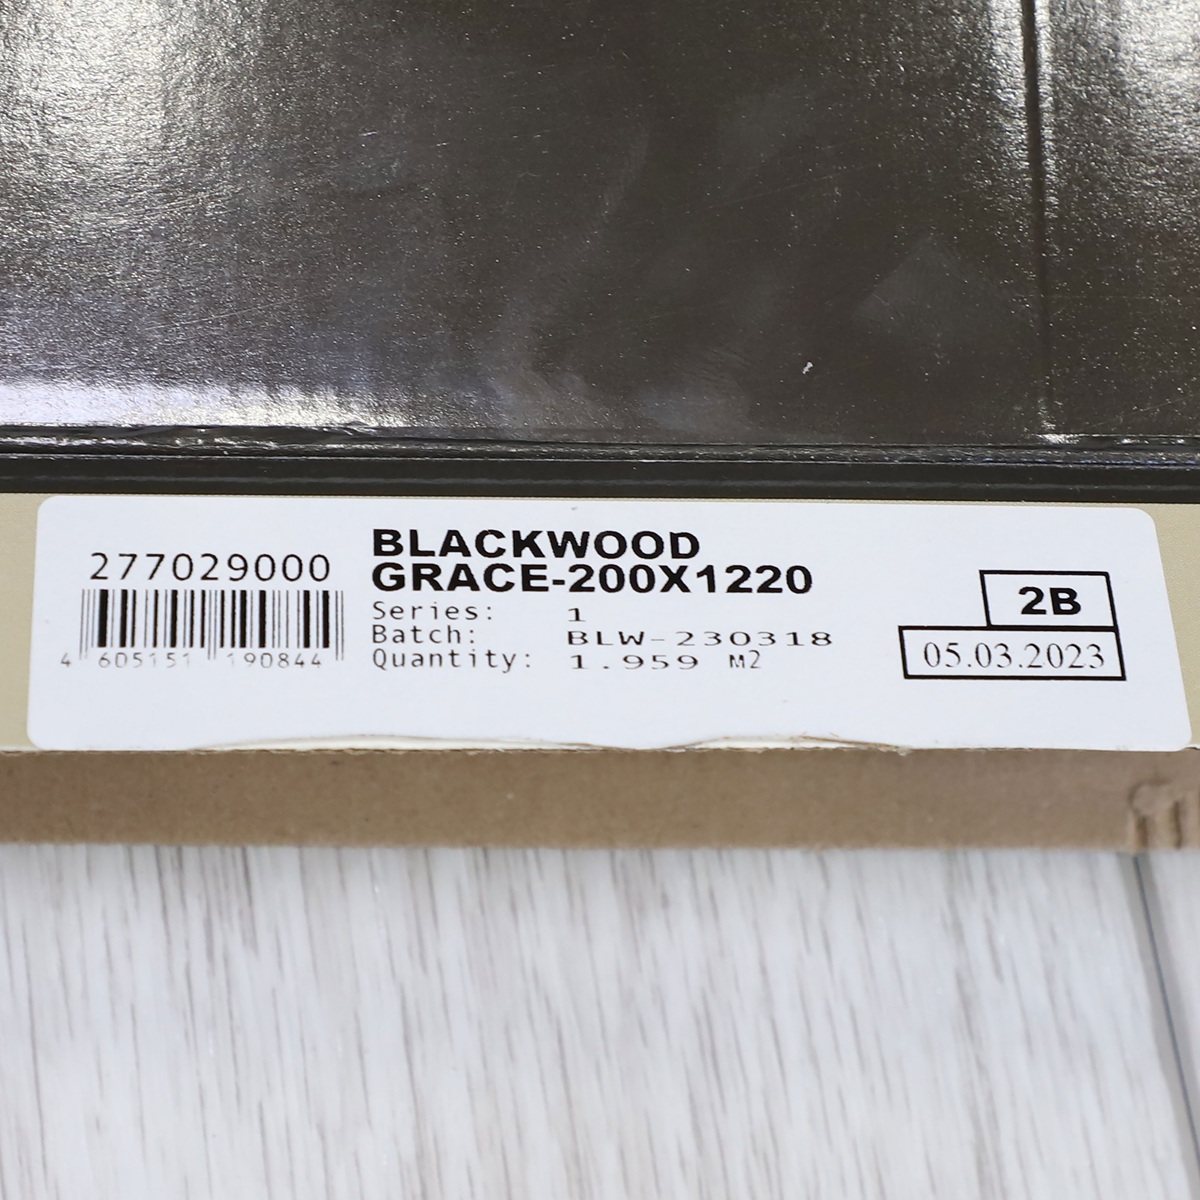 277029000
4 605151 190844
BLACKWOOD
GRACE-200X1220
Series: 1
Batch: BLW-230318
Quantity: 1.959 M2
2B
05.03.2023